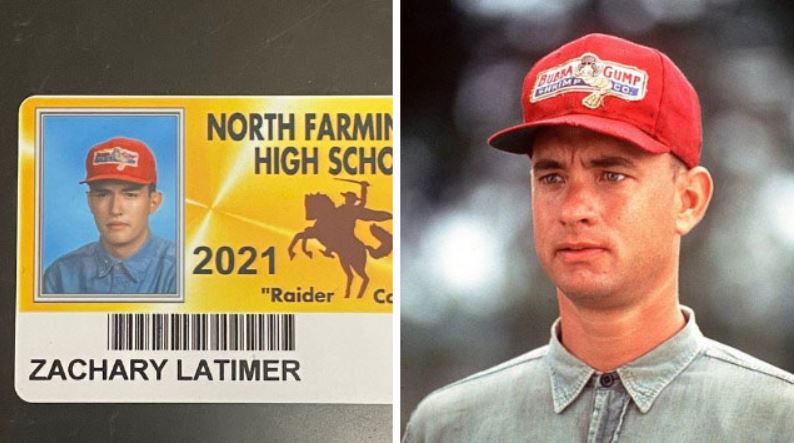 NORTH FARMIN
HIGH SCHO
2021
"Raider
ZACHARY LATIMER
BUBBA GUMP
SHRIMP CO.